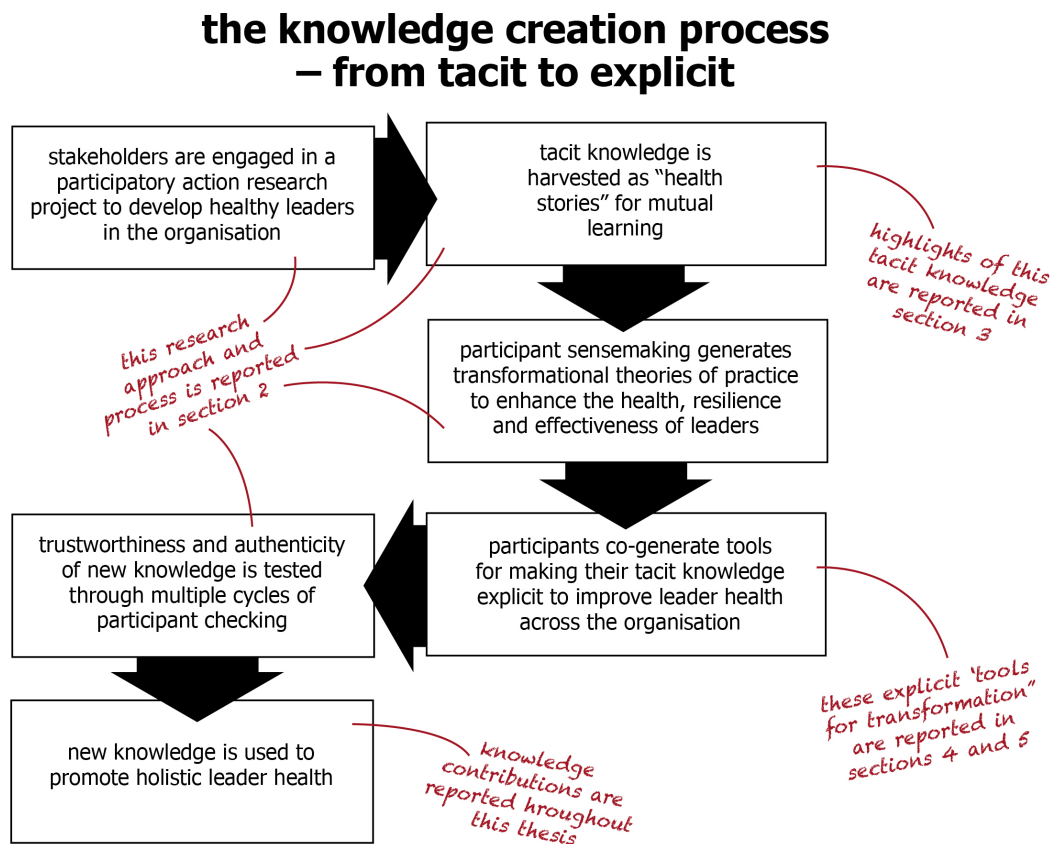 the knowledge creation process
– from tacit to explicit
stakeholders are engaged in a
participatory action research
project to develop healthy leaders
in the organisation
tacit knowledge is
harvested as “health
stories” for mutual
learning
highlights of this
tacit knowledge
are reported in
section 3
this research
approach and
process is reported
in section 2
participant sensemaking generates
transformational theories of practice
to enhance the health, resilience
and effectiveness of leaders
participants co-generate tools
for making their tacit knowledge
explicit to improve leader health
across the organisation
these explicit ‘tools
for transformation”
are reported in
sections 4 and 5
trustworthiness and authenticity
of new knowledge is tested
through multiple cycles of
participant checking
new knowledge is used to
promote holistic leader health
knowledge
contributions are
reported hroughout
this thesis